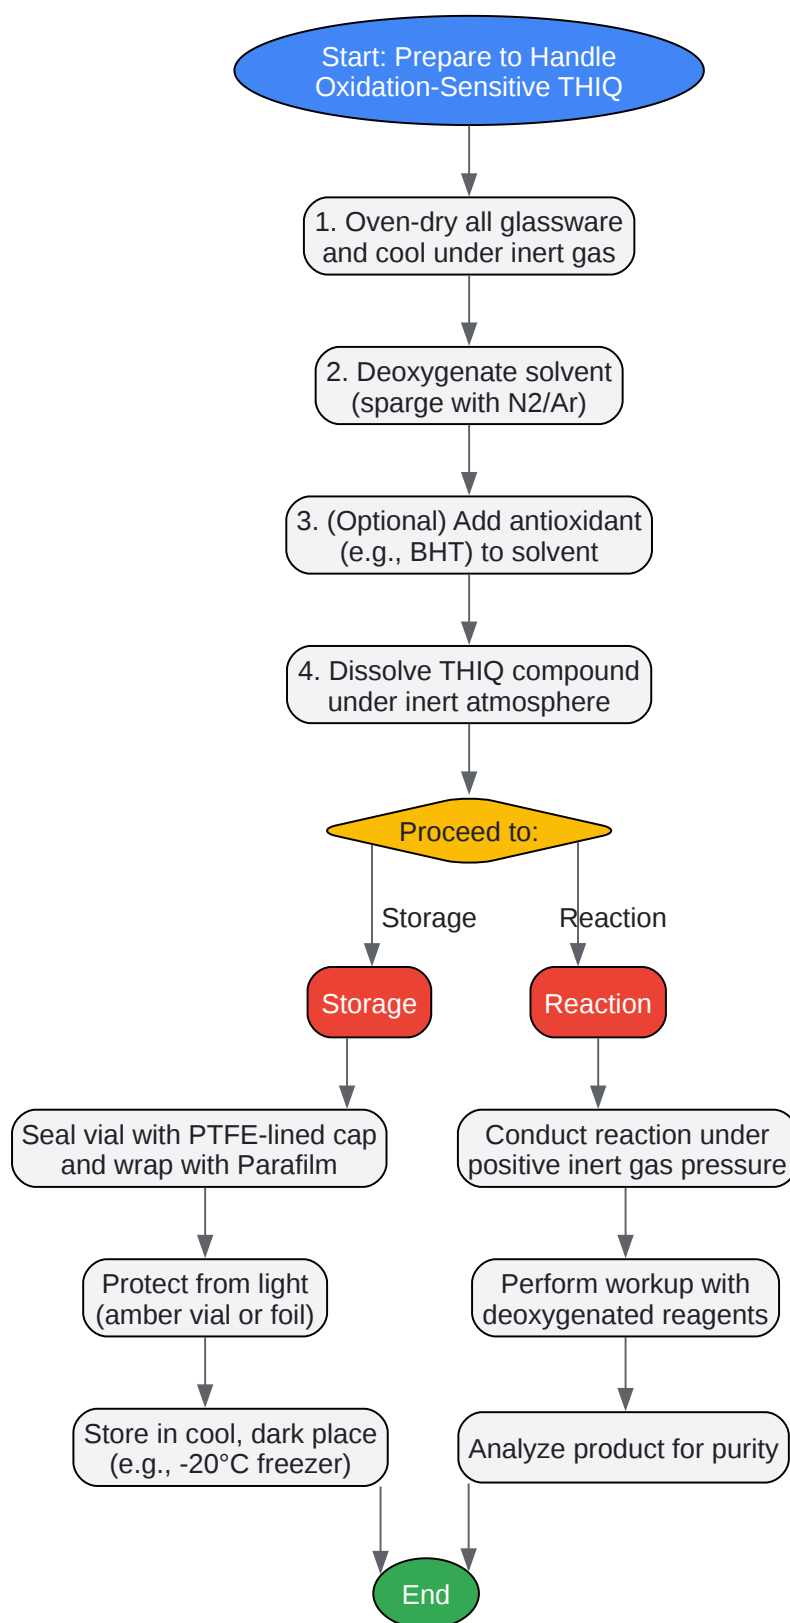 Start: Prepare to Handle
Oxidation-Sensitive THIQ
1. Oven-dry all glassware
and cool under inert gas
2. Deoxygenate solvent
(sparge with N2/Ar)
3. (Optional) Add antioxidant
(e.g., BHT) to solvent
4. Dissolve THIQ compound
under inert atmosphere
Proceed to:
Storage
Reaction
Storage
Reaction
Seal vial with PTFE-lined cap
and wrap with Parafilm
Conduct reaction under
positive inert gas pressure
Protect from light
(amber vial or foil)
Perform workup with
deoxygenated reagents
Store in cool, dark place
(e.g., -20°C freezer)
Analyze product for purity
End